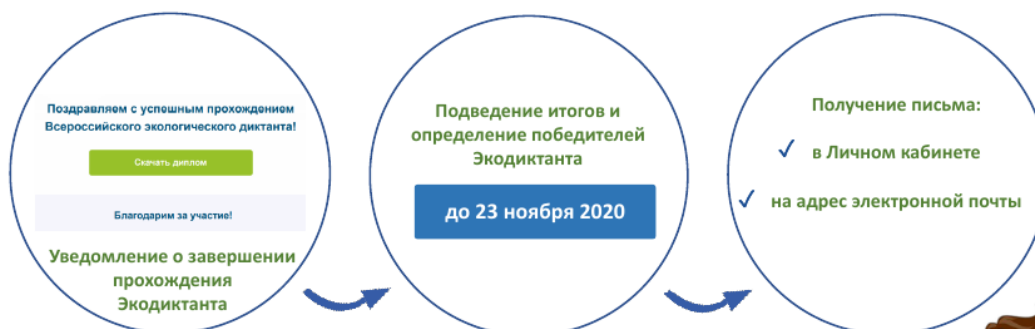 Поздравляем с успешным прохождением
Всероссийского экологического диктанта!
Скачать диплом
Благодарим за участие!
Уведомление о завершении
прохождения
Экодиктанта
Подведение итогов и
определение победителей
Экодиктанта
до 23 ноября 2020
Получение письма:
✓ в Личном кабинете
✓ на адрес электронной почты